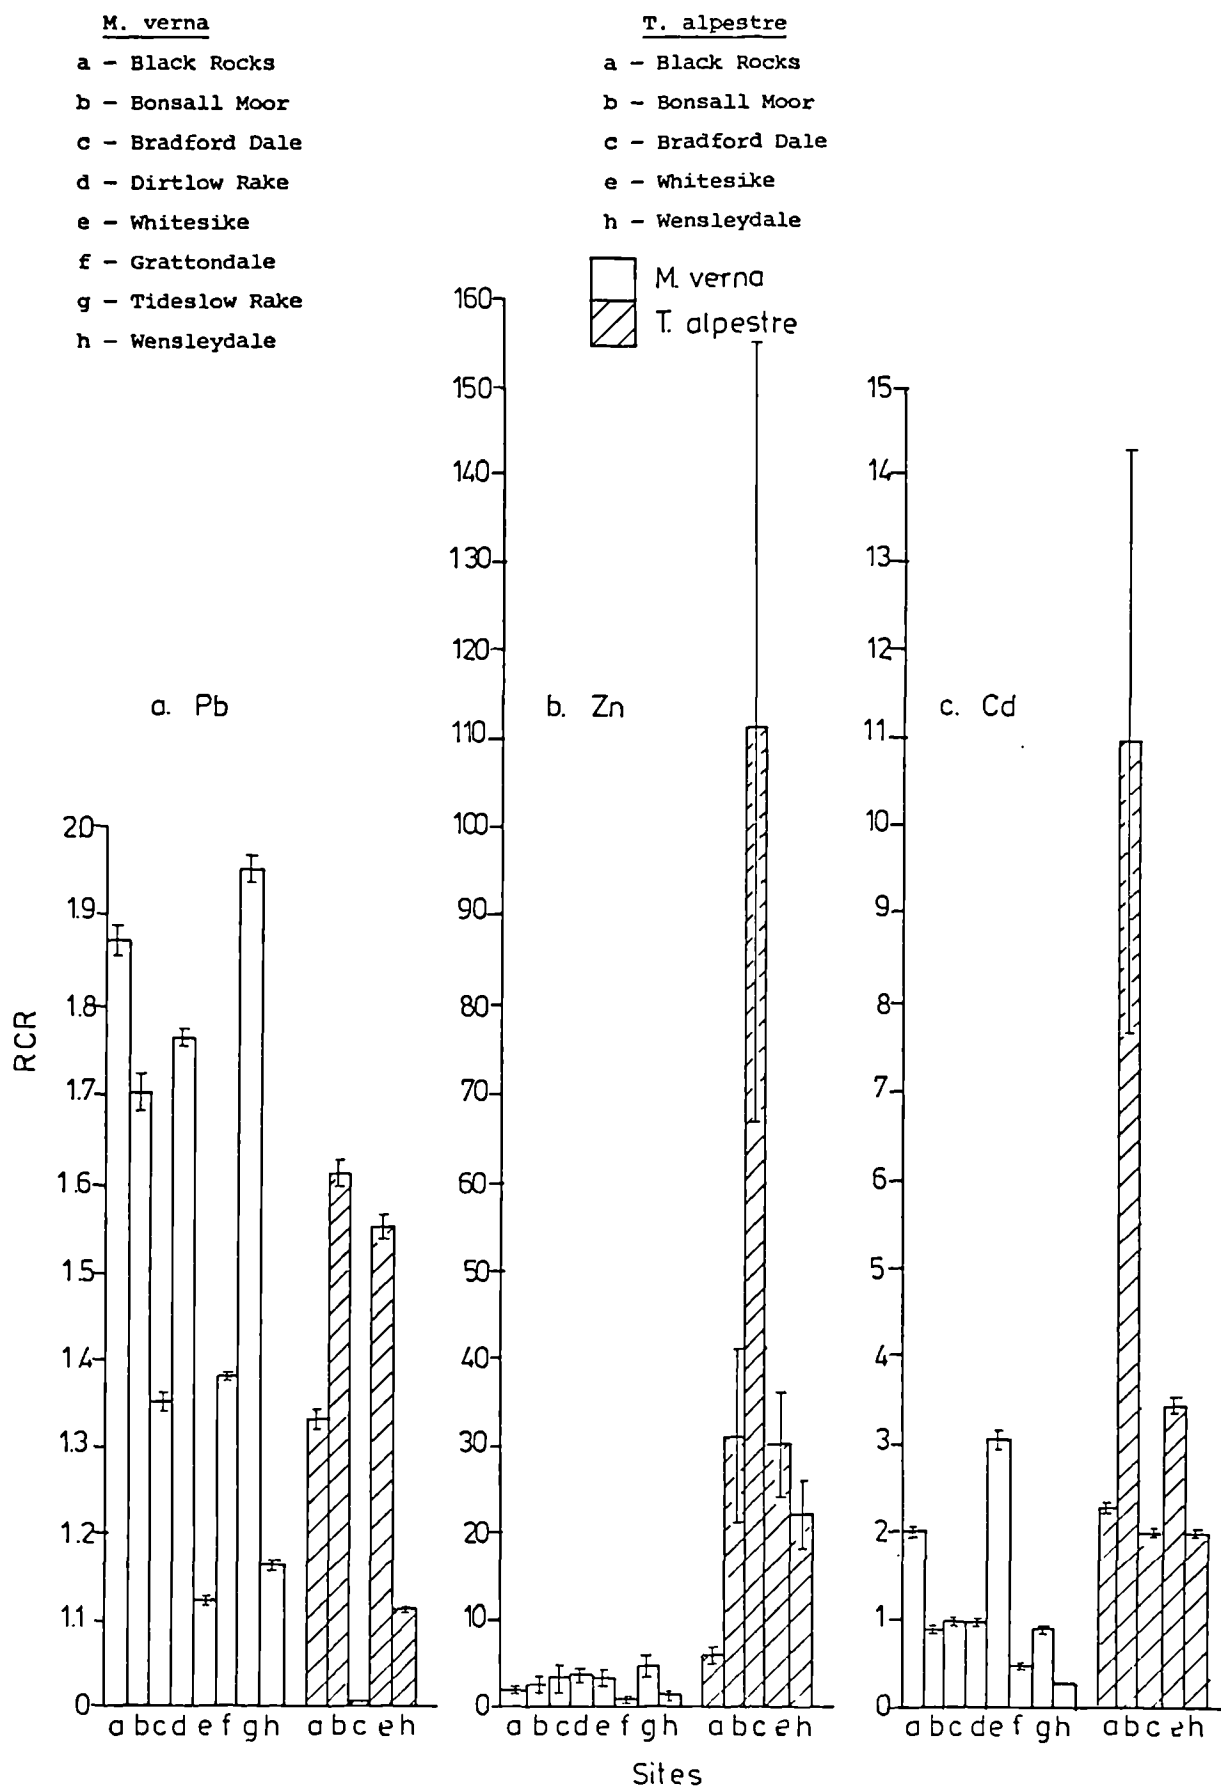 M. verna
a - Black Rocks
b - Bonsall Moor
c - Bradford Dale
d - Dirtlow Rake
e - Whitesike
f - Grattondale
g - Tideslow Rake
h - Wensleydale
T. alpestre
a - Black Rocks
b - Bonsall Moor
c - Bradford Dale
e - Whitesike
h - Wensleydale
M. verna
T. alpestre
RCR
a. Pb
2.0
1.9
1.8
1.7
1.6
1.5
1.4
1.3
1.2
1.1
0
a b c d e f g h a b c e h
b. Zn
160
150
140
130
120
110
100
90
80
70
60
50
40
30
20
10
0
a b c d e f g h a b c e h
c. Cd
15
14
13
12
11
10
9
8
7
6
5
4
3
2
1
0
a b c d e f g h a b c e h
Sites